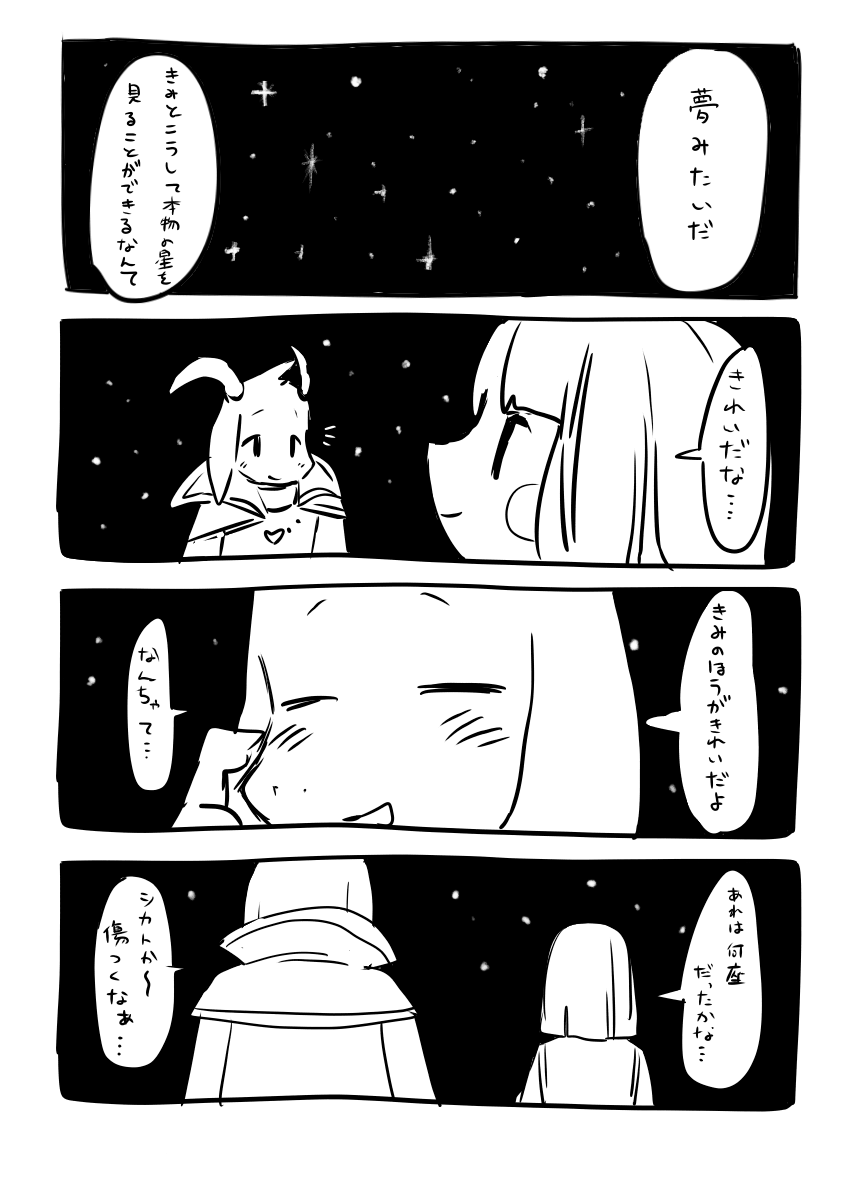 夢みたいだ
きみとこうして本物の星を
見ることができるなんて
きれいだな…
きみのほうがきれいだよ
なんちゃて…
あれは何座
だったかな…
シカトか～
傷つくなぁ…